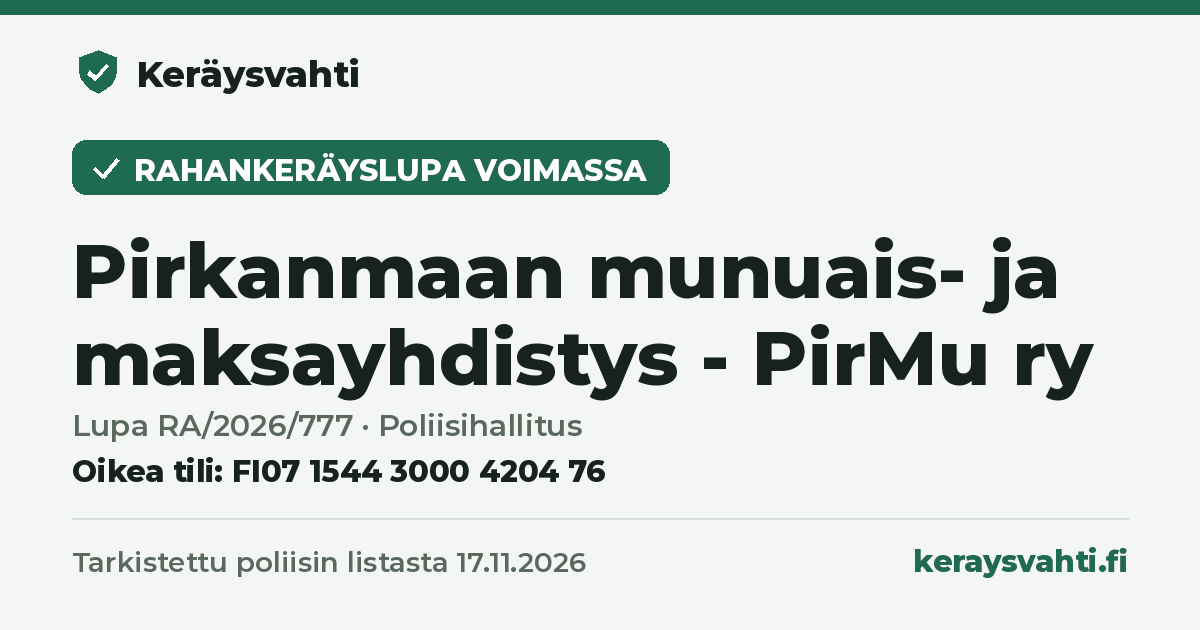 Keräysvahti
RAHANKERÄYSLUPA VOIMASSA
Pirkanmaan munuais- ja
maksayhdistys - PirMu ry
Lupa RA/2026/777 · Poliisihallitus
Oikea tili: FI07 1544 3000 4204 76
Tarkistettu poliisin listasta 17.11.2026
keraysvahti.fi